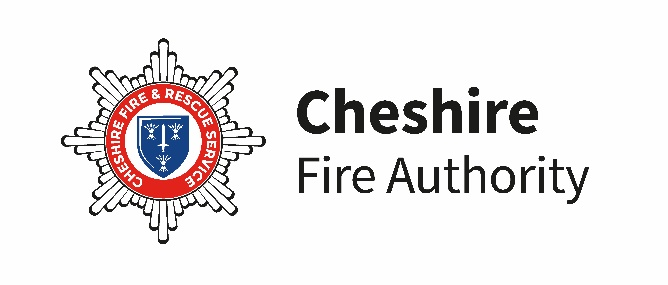 CHESHIRE FIRE & RESCUE SERVICE
Cheshire
Fire Authority